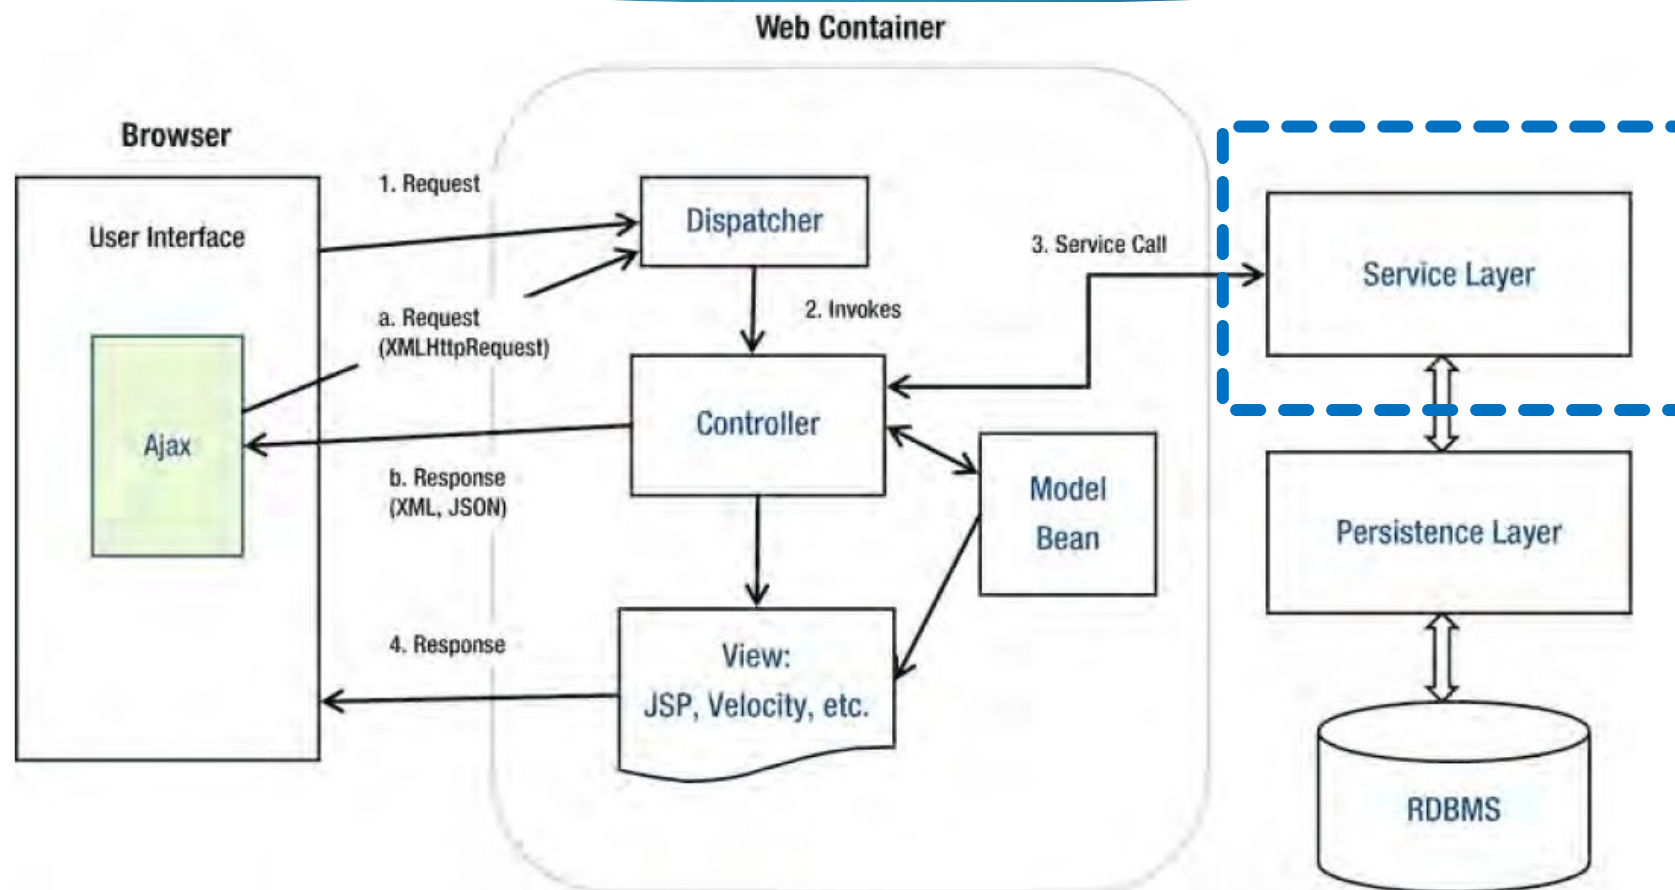 Web Container
Browser
1. Request
User Interface
Dispatcher
3. Service Call
Service Layer
a. Request
(XMLHttpRequest)
2. Invokes
Ajax
Controller
b. Response
(XML, JSON)
Model
Bean
Persistence Layer
4. Response
View:
JSP, Velocity, etc.
RDBMS